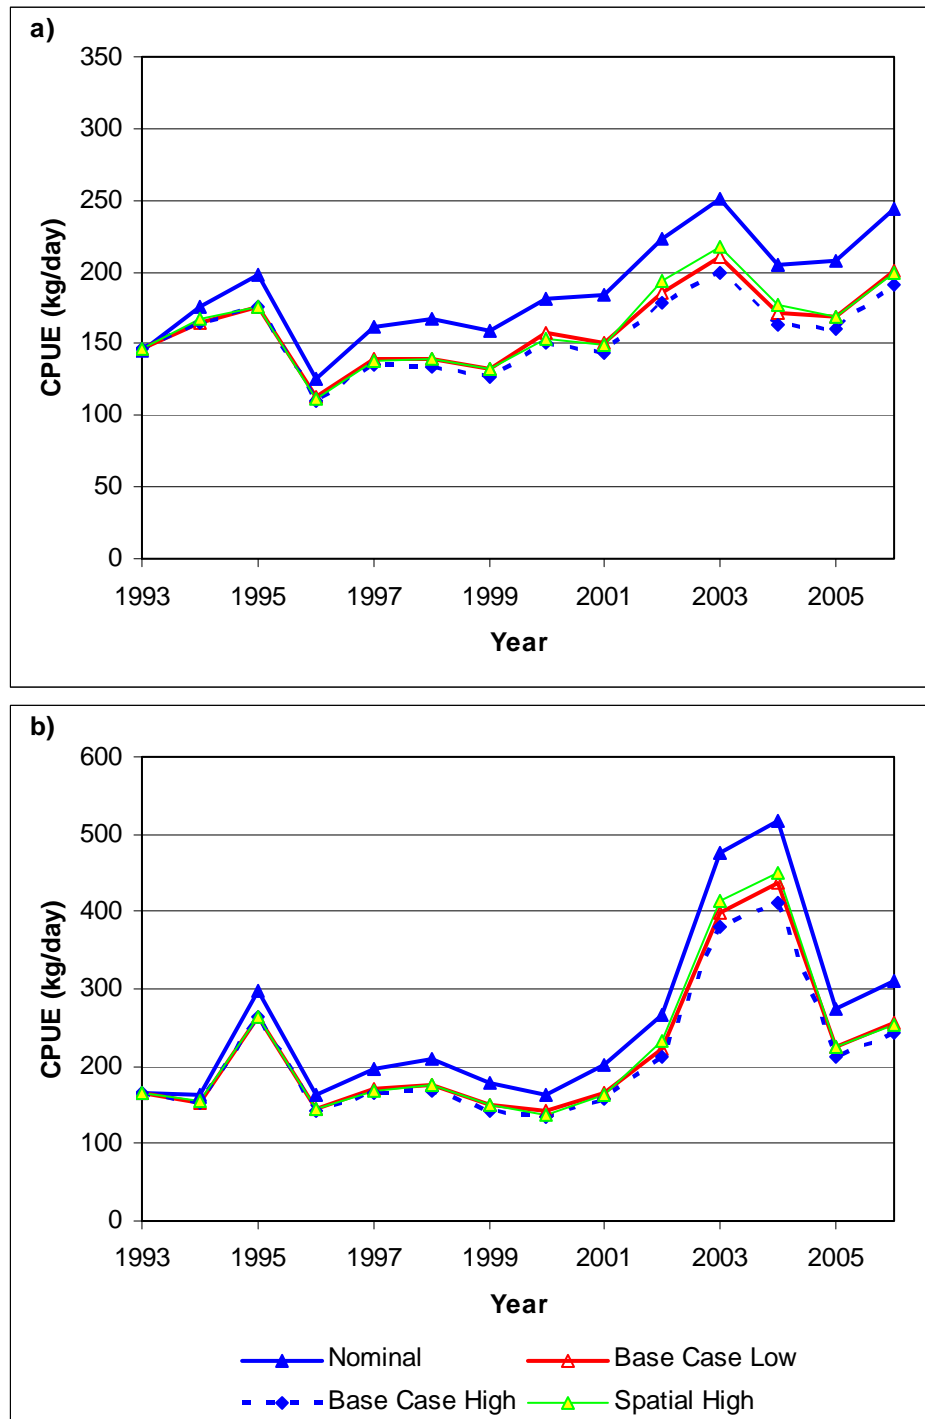 a)
350
300
250
200
150
100
50
0
CPUE (kg/day)
1993 1995 1997 1999 2001 2003 2005
Year
b)
600
500
400
300
200
100
0
CPUE (kg/day)
1993 1995 1997 1999 2001 2003 2005
Year
Nominal Base Case Low
Base Case High Spatial High